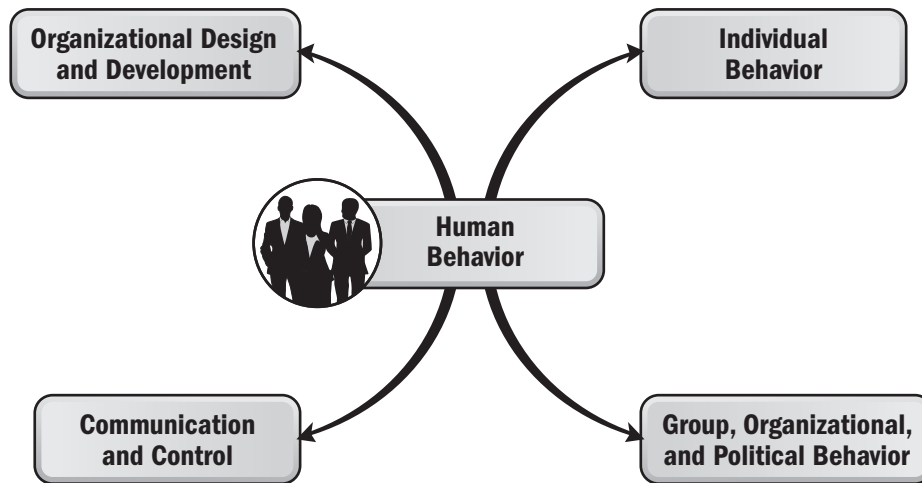 Organizational Design
and Development
Individual
Behavior
Human
Behavior
Communication
and Control
Group, Organizational,
and Political Behavior